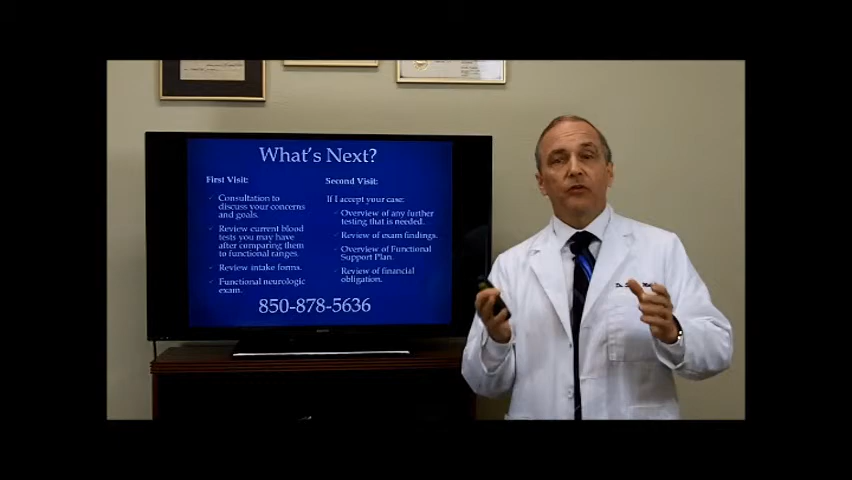 What's Next?
First Visit:
✓ Consultation to
discuss your concerns
and goals.
✓ Review current blood
tests you may have
after comparing them
to functional ranges.
✓ Review intake forms.
✓ Functional neurologic
exam.
Second Visit:
If I accept your case:
✓ Overview of any further
testing that is needed.
✓ Review of exam findings.
✓ Overview of Functional
Support Plan.
✓ Review of financial
obligation.
850-878-5636
Dr.